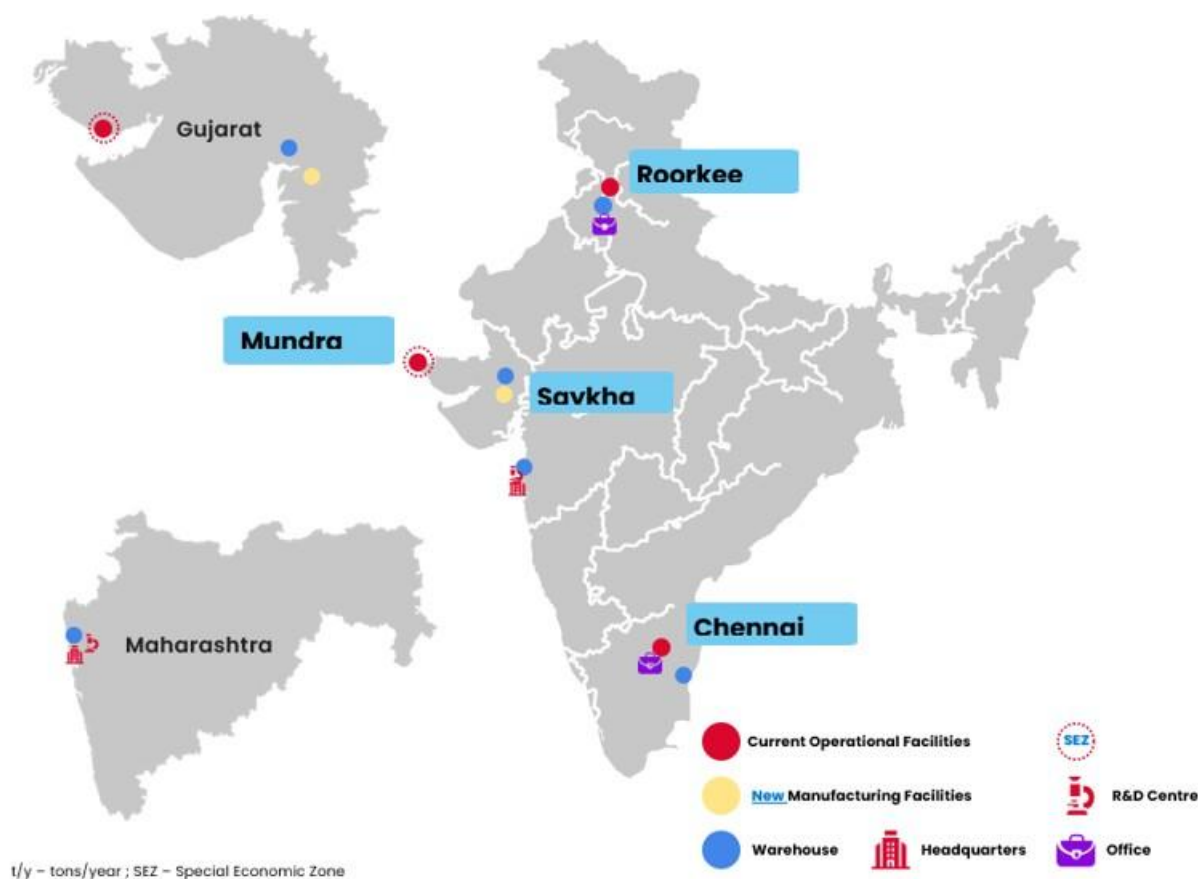 Gujarat
Roorkee
Mundra
Saykha
Chennai
Maharashtra
Current Operational Facilities
SEZ
New Manufacturing Facilities
R&D Centre
Warehouse
Headquarters
Office
t/y – tons/year ; SEZ – Special Economic Zone